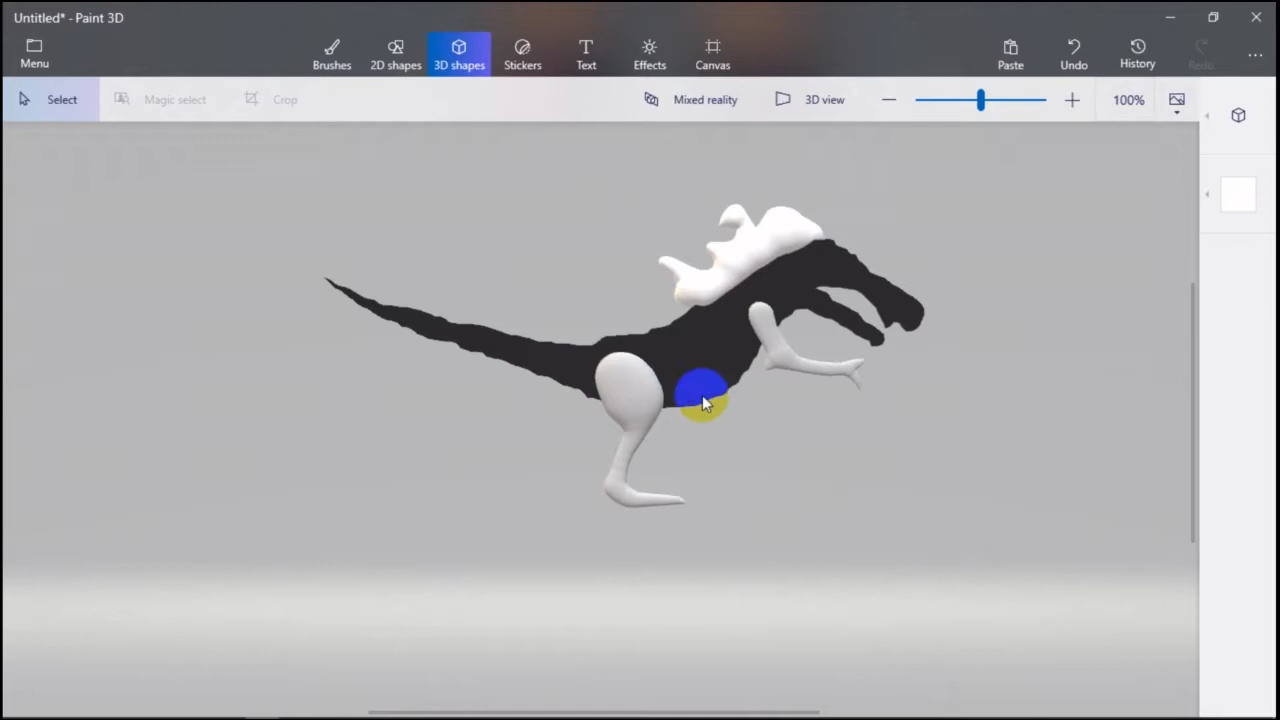 Untitled* - Paint 3D
Menu
Brushes
2D shapes
3D shapes
Stickers
Text
Effects
Canvas
Paste
Undo
History
Redo
Select
Magic select
Crop
Mixed reality
3D view
100%